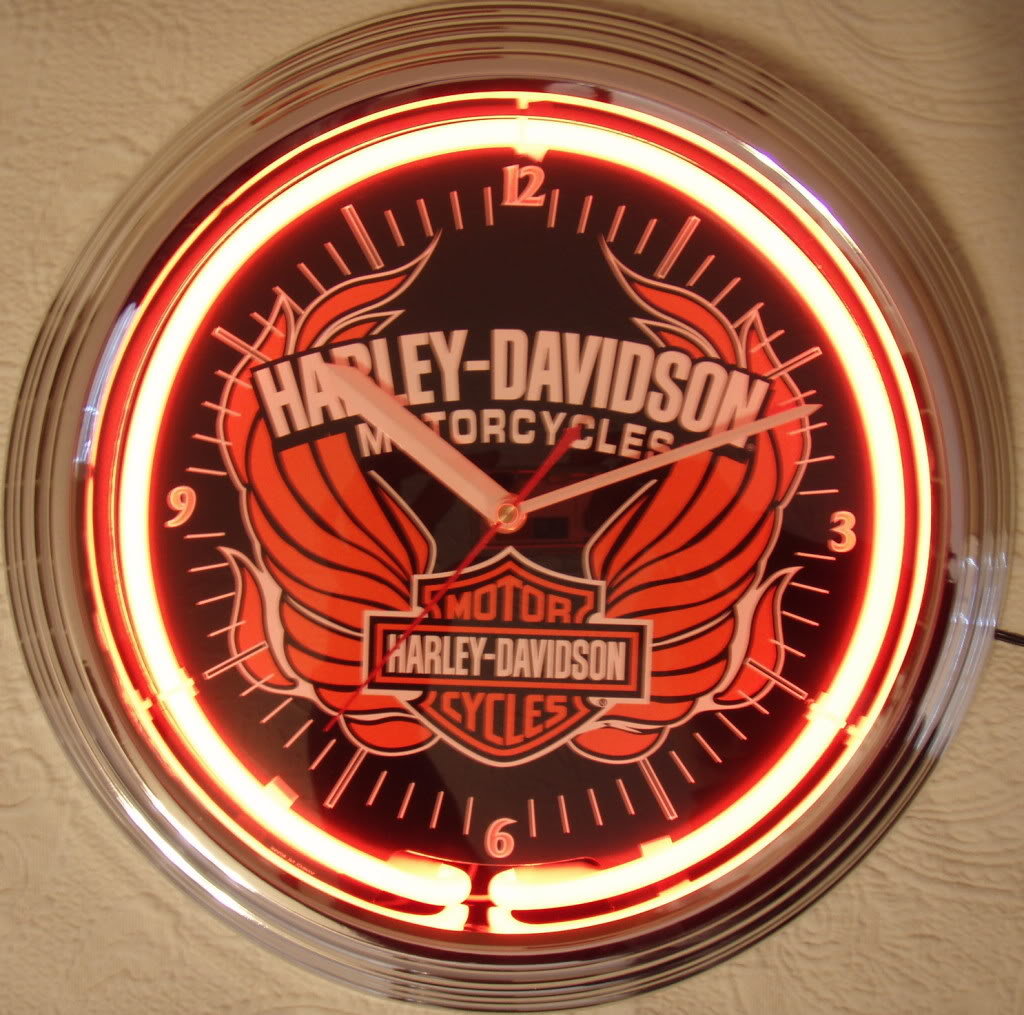 12
HARLEY-DAVIDSON
MOTORCYCLES
9
3
MOTOR
HARLEY-DAVIDSON
CYCLES
®
6